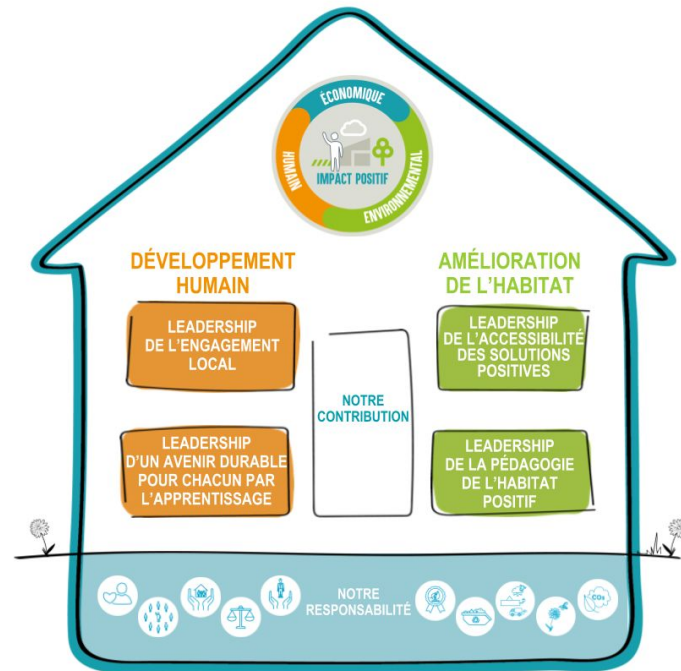 ÉCONOMIQUE
HUMAIN
ENVIRONNEMENTAL
IMPACT POSITIF
DÉVELOPPEMENT
HUMAIN
LEADERSHIP
DE L'ENGAGEMENT
LOCAL
LEADERSHIP
D'UN AVENIR DURABLE
POUR CHACUN PAR
L'APPRENTISSAGE
NOTRE
CONTRIBUTION
AMÉLIORATION
DE L'HABITAT
LEADERSHIP
DE L'ACCESSIBILITÉ
DES SOLUTIONS
POSITIVES
LEADERSHIP
DE LA PÉDAGOGIE
DE L'HABITAT
POSITIF
NOTRE
RESPONSABILITÉ
CO₂